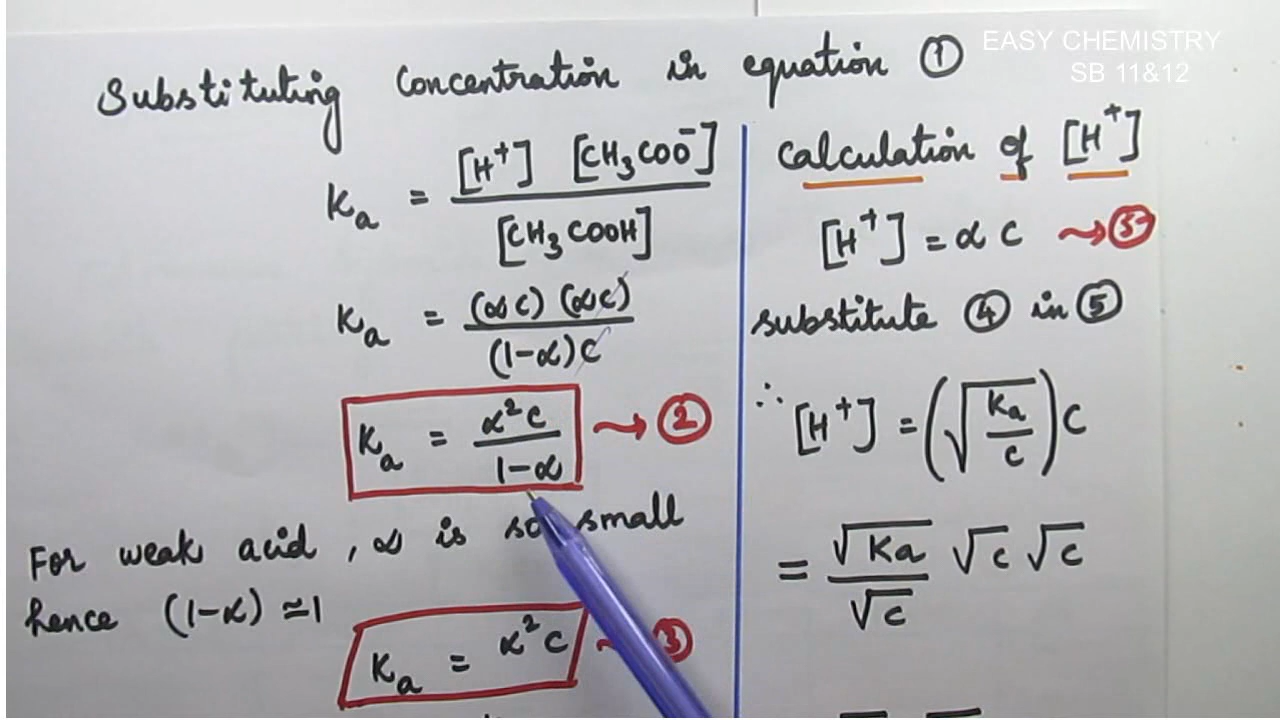 EASY CHEMISTRY
SB 11&12
Substituting concentration in equation ①
Ka = [H⁺] [CH₃COO⁻] / [CH₃COOH]
Ka = (αC) (αC) / (1-α)C
Ka = α²C / 1-α → ②
For weak acid, α is so small
hence (1-α) ≃ 1
Ka = α²C → ③
Calculation of [H⁺]
[H⁺] = αC → ⑤
substitute ④ in ⑤
∴ [H⁺] = (√Ka/C) C
= √Ka / √C √C √C